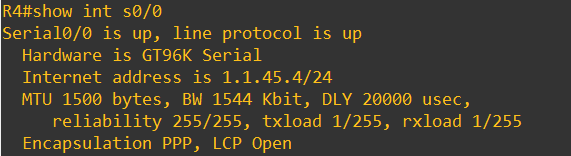 R4#show int s0/0
Serial0/0 is up, line protocol is up
  Hardware is GT96K Serial
  Internet address is 1.1.45.4/24
  MTU 1500 bytes, BW 1544 Kbit, DLY 20000 usec,
     reliability 255/255, txload 1/255, rxload 1/255
  Encapsulation PPP, LCP Open